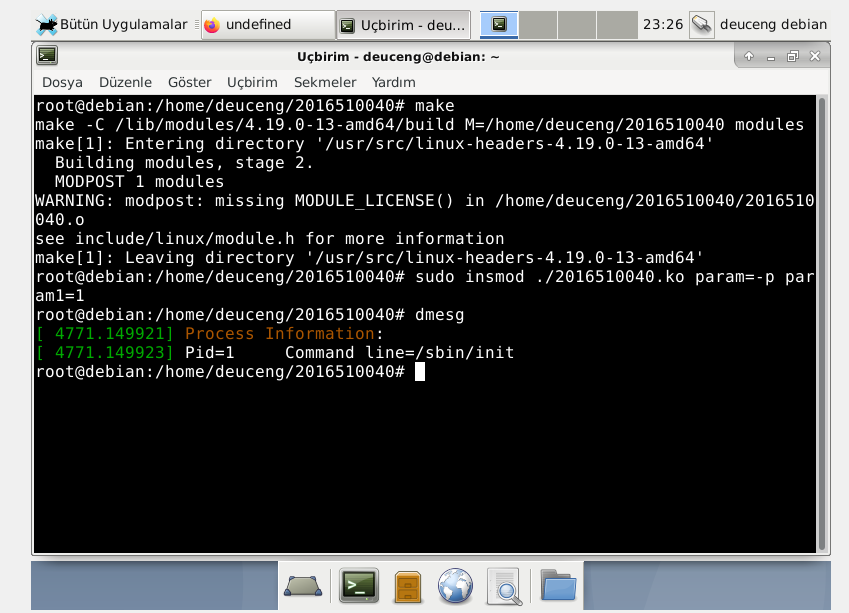 Bütün Uygulamalar undefined Uçbirim - deu... 23:26 deuceng debian
Uçbirim - deuceng@debian: ~
Dosya Düzenle Göster Uçbirim Sekmeler Yardım
root@debian:/home/deuceng/2016510040# make
make -C /lib/modules/4.19.0-13-amd64/build M=/home/deuceng/2016510040 modules
make[1]: Entering directory '/usr/src/linux-headers-4.19.0-13-amd64'
  Building modules, stage 2.
  MODPOST 1 modules
WARNING: modpost: missing MODULE_LICENSE() in /home/deuceng/2016510040/2016510
040.o
see include/linux/module.h for more information
make[1]: Leaving directory '/usr/src/linux-headers-4.19.0-13-amd64'
root@debian:/home/deuceng/2016510040# sudo insmod ./2016510040.ko param=-p par
am1=1
root@debian:/home/deuceng/2016510040# dmesg
[ 4771.149921] Process Information:
[ 4771.149923] Pid=1     Command line=/sbin/init
root@debian:/home/deuceng/2016510040#